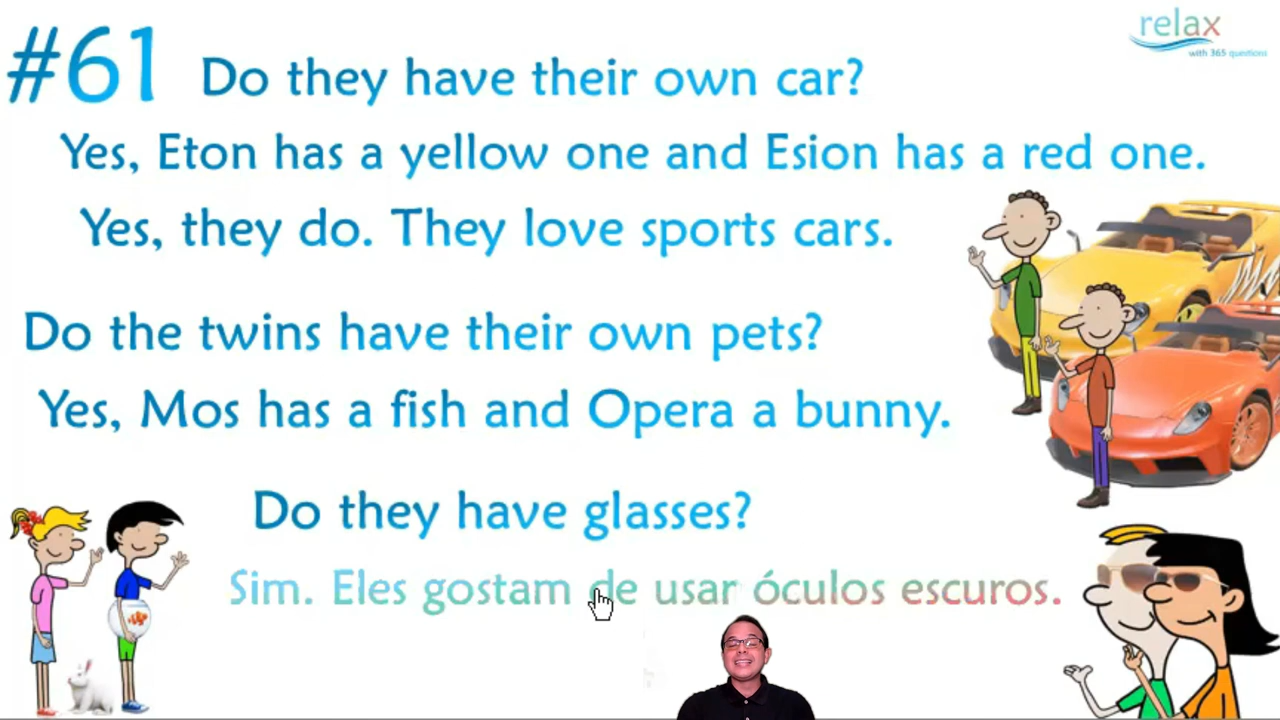 relax
with 365 questions
#61 Do they have their own car?
Yes, Eton has a yellow one and Esion has a red one.
Yes, they do. They love sports cars.
Do the twins have their own pets?
Yes, Mos has a fish and Opera a bunny.
Do they have glasses?
Sim. Eles gostam de usar óculos escuros.